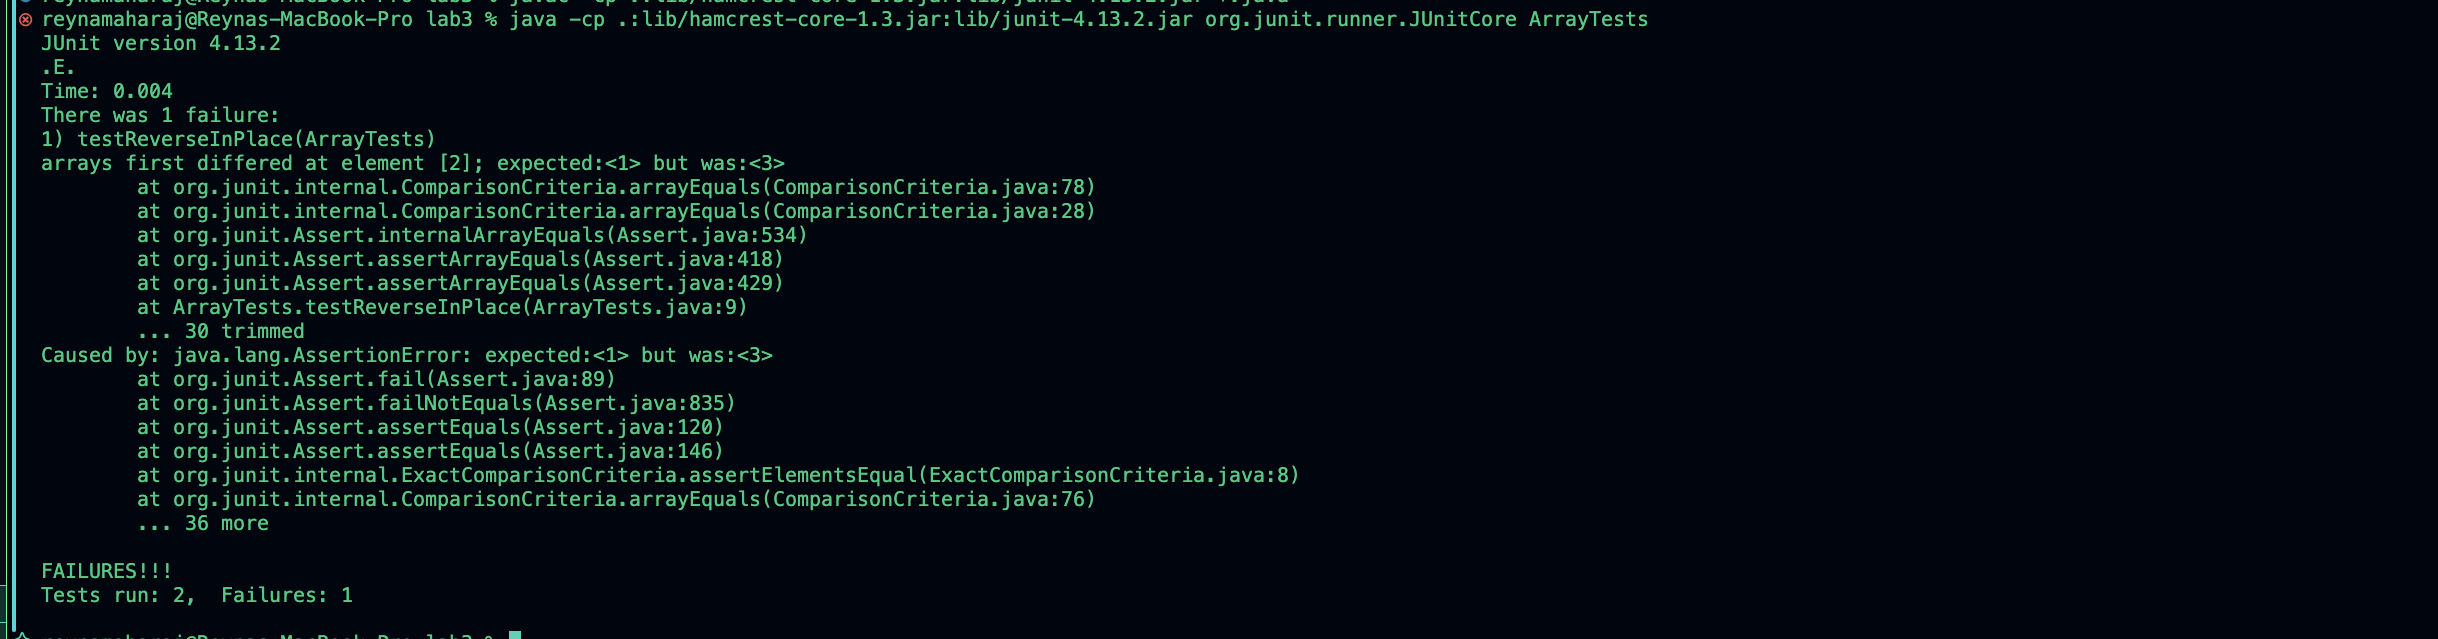 reynamaharaj@Reynas-MacBook-Pro lab3 % java -cp .:lib/hamcrest-core-1.3.jar:lib/junit-4.13.2.jar org.junit.runner.JUnitCore ArrayTests
JUnit version 4.13.2
.E.
Time: 0.004
There was 1 failure:
1) testReverseInPlace(ArrayTests)
arrays first differed at element [2]; expected:<1> but was:<3>
        at org.junit.internal.ComparisonCriteria.arrayEquals(ComparisonCriteria.java:78)
        at org.junit.internal.ComparisonCriteria.arrayEquals(ComparisonCriteria.java:28)
        at org.junit.Assert.internalArrayEquals(Assert.java:534)
        at org.junit.Assert.assertArrayEquals(Assert.java:418)
        at org.junit.Assert.assertArrayEquals(Assert.java:429)
        at ArrayTests.testReverseInPlace(ArrayTests.java:9)
        ... 30 trimmed
Caused by: java.lang.AssertionError: expected:<1> but was:<3>
        at org.junit.Assert.fail(Assert.java:89)
        at org.junit.Assert.failNotEquals(Assert.java:835)
        at org.junit.Assert.assertEquals(Assert.java:120)
        at org.junit.Assert.assertEquals(Assert.java:146)
        at org.junit.internal.ExactComparisonCriteria.assertElementsEqual(ExactComparisonCriteria.java:8)
        at org.junit.internal.ComparisonCriteria.arrayEquals(ComparisonCriteria.java:76)
        ... 36 more
FAILURES!!!
Tests run: 2,  Failures: 1
reynamaharaj@Reynas-MacBook-Pro lab3 %